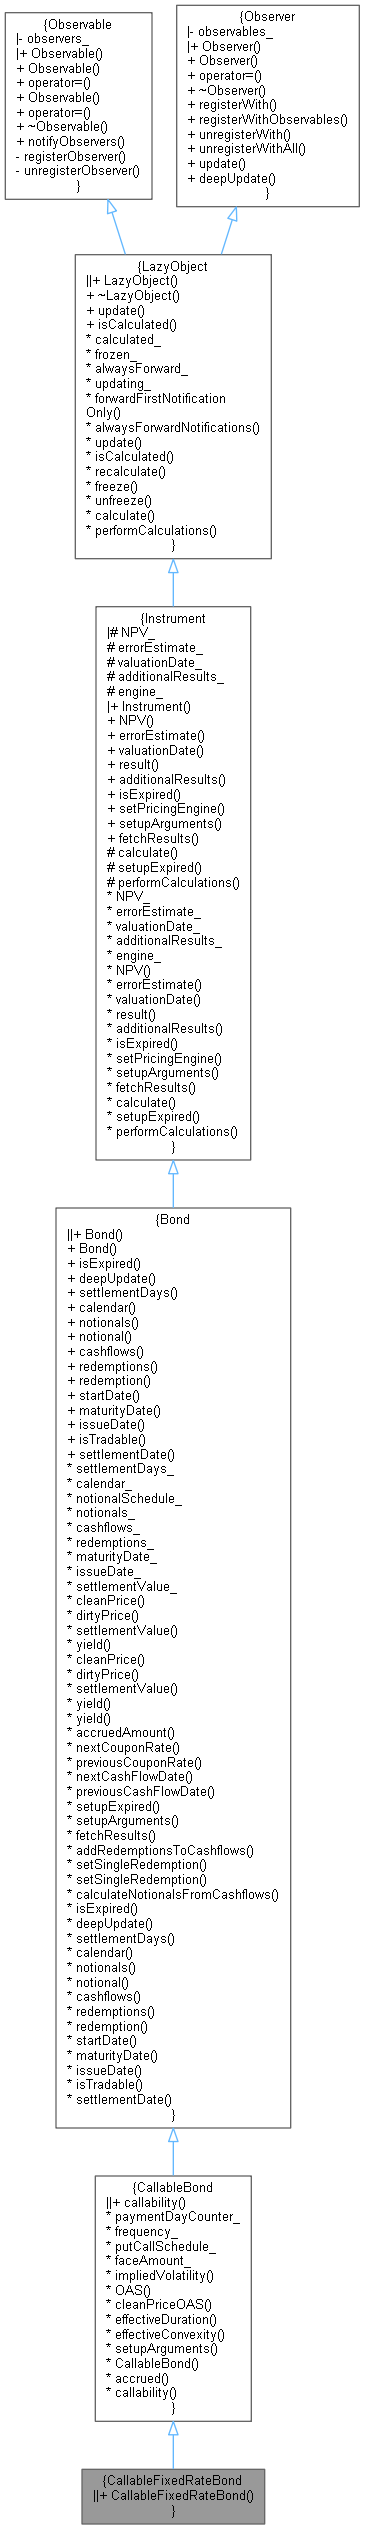 {Observable
|- observers_
|+ Observable()
+ Observable()
+ operator=()
+ Observable()
+ operator=()
+ ~Observable()
+ notifyObservers()
- registerObserver()
- unregisterObserver()
}
{Observer
|- observables_
|+ Observer()
+ Observer()
+ operator=()
+ ~Observer()
+ registerWith()
+ registerWithObservables()
+ unregisterWith()
+ unregisterWithAll()
+ update()
+ deepUpdate()
}
{LazyObject
||+ LazyObject()
+ ~LazyObject()
+ update()
+ isCalculated()
* calculated_
* frozen_
* alwaysForward_
* updating_
* forwardFirstNotification
Only()
* alwaysForwardNotifications()
* update()
* isCalculated()
* recalculate()
* freeze()
* unfreeze()
* calculate()
* performCalculations()
}
{Instrument
|# NPV_
# errorEstimate_
# valuationDate_
# additionalResults_
# engine_
|+ Instrument()
+ NPV()
+ errorEstimate()
+ valuationDate()
+ result()
+ additionalResults()
+ isExpired()
+ setPricingEngine()
+ setupArguments()
+ fetchResults()
# calculate()
# setupExpired()
# performCalculations()
* NPV_
* errorEstimate_
* valuationDate_
* additionalResults_
* engine_
* NPV()
* errorEstimate()
* valuationDate()
* result()
* additionalResults()
* isExpired()
* setPricingEngine()
* setupArguments()
* fetchResults()
* calculate()
* setupExpired()
* performCalculations()
}
{Bond
||+ Bond()
+ Bond()
+ isExpired()
+ deepUpdate()
+ settlementDays()
+ calendar()
+ notionals()
+ notional()
+ cashflows()
+ redemptions()
+ redemption()
+ startDate()
+ maturityDate()
+ issueDate()
+ isTradable()
+ settlementDate()
* settlementDays_
* calendar_
* notionalSchedule_
* notionals_
* cashflows_
* redemptions_
* maturityDate_
* issueDate_
* settlementValue_
* cleanPrice()
* dirtyPrice()
* settlementValue()
* yield()
* cleanPrice()
* dirtyPrice()
* settlementValue()
* yield()
* yield()
* accruedAmount()
* nextCouponRate()
* previousCouponRate()
* nextCashFlowDate()
* previousCashFlowDate()
* setupExpired()
* setupArguments()
* fetchResults()
* addRedemptionsToCashflows()
* setSingleRedemption()
* setSingleRedemption()
* calculateNotionalsFromCashflows()
* isExpired()
* deepUpdate()
* settlementDays()
* calendar()
* notionals()
* notional()
* cashflows()
* redemptions()
* redemption()
* startDate()
* maturityDate()
* issueDate()
* isTradable()
* settlementDate()
}
{CallableBond
||+ callability()
* paymentDayCounter_
* frequency_
* putCallSchedule_
* faceAmount_
* impliedVolatility()
* OAS()
* cleanPriceOAS()
* effectiveDuration()
* effectiveConvexity()
* setupArguments()
* CallableBond()
* accrued()
* callability()
}
{CallableFixedRateBond
||+ CallableFixedRateBond()
}